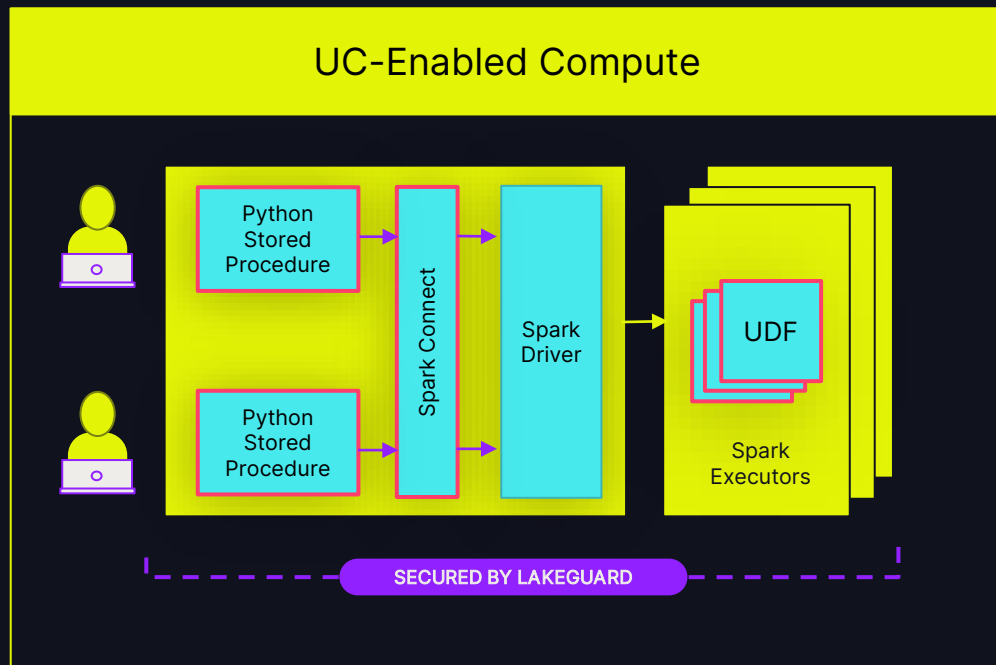 UC-Enabled Compute
Python
Stored
Procedure
Python
Stored
Procedure
Spark Connect
Spark
Driver
UDF
Spark
Executors
SECURED BY LAKEGUARD